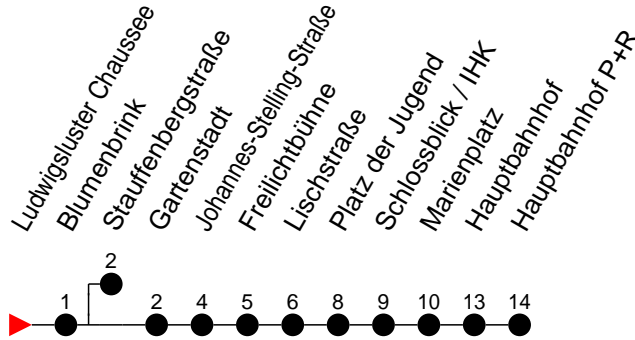 Ludwigsluster Chaussee
Blumenbrink
Stauffenbergstraße
Gartenstadt
Johannes-Stelling-Straße
Freilichtbühne
Lischstraße
Platz der Jugend
Schlossblick / IHK
Marienplatz
Hauptbahnhof
Hauptbahnhof P+R
2
1 2 4 5 6 8 9 10 13 14